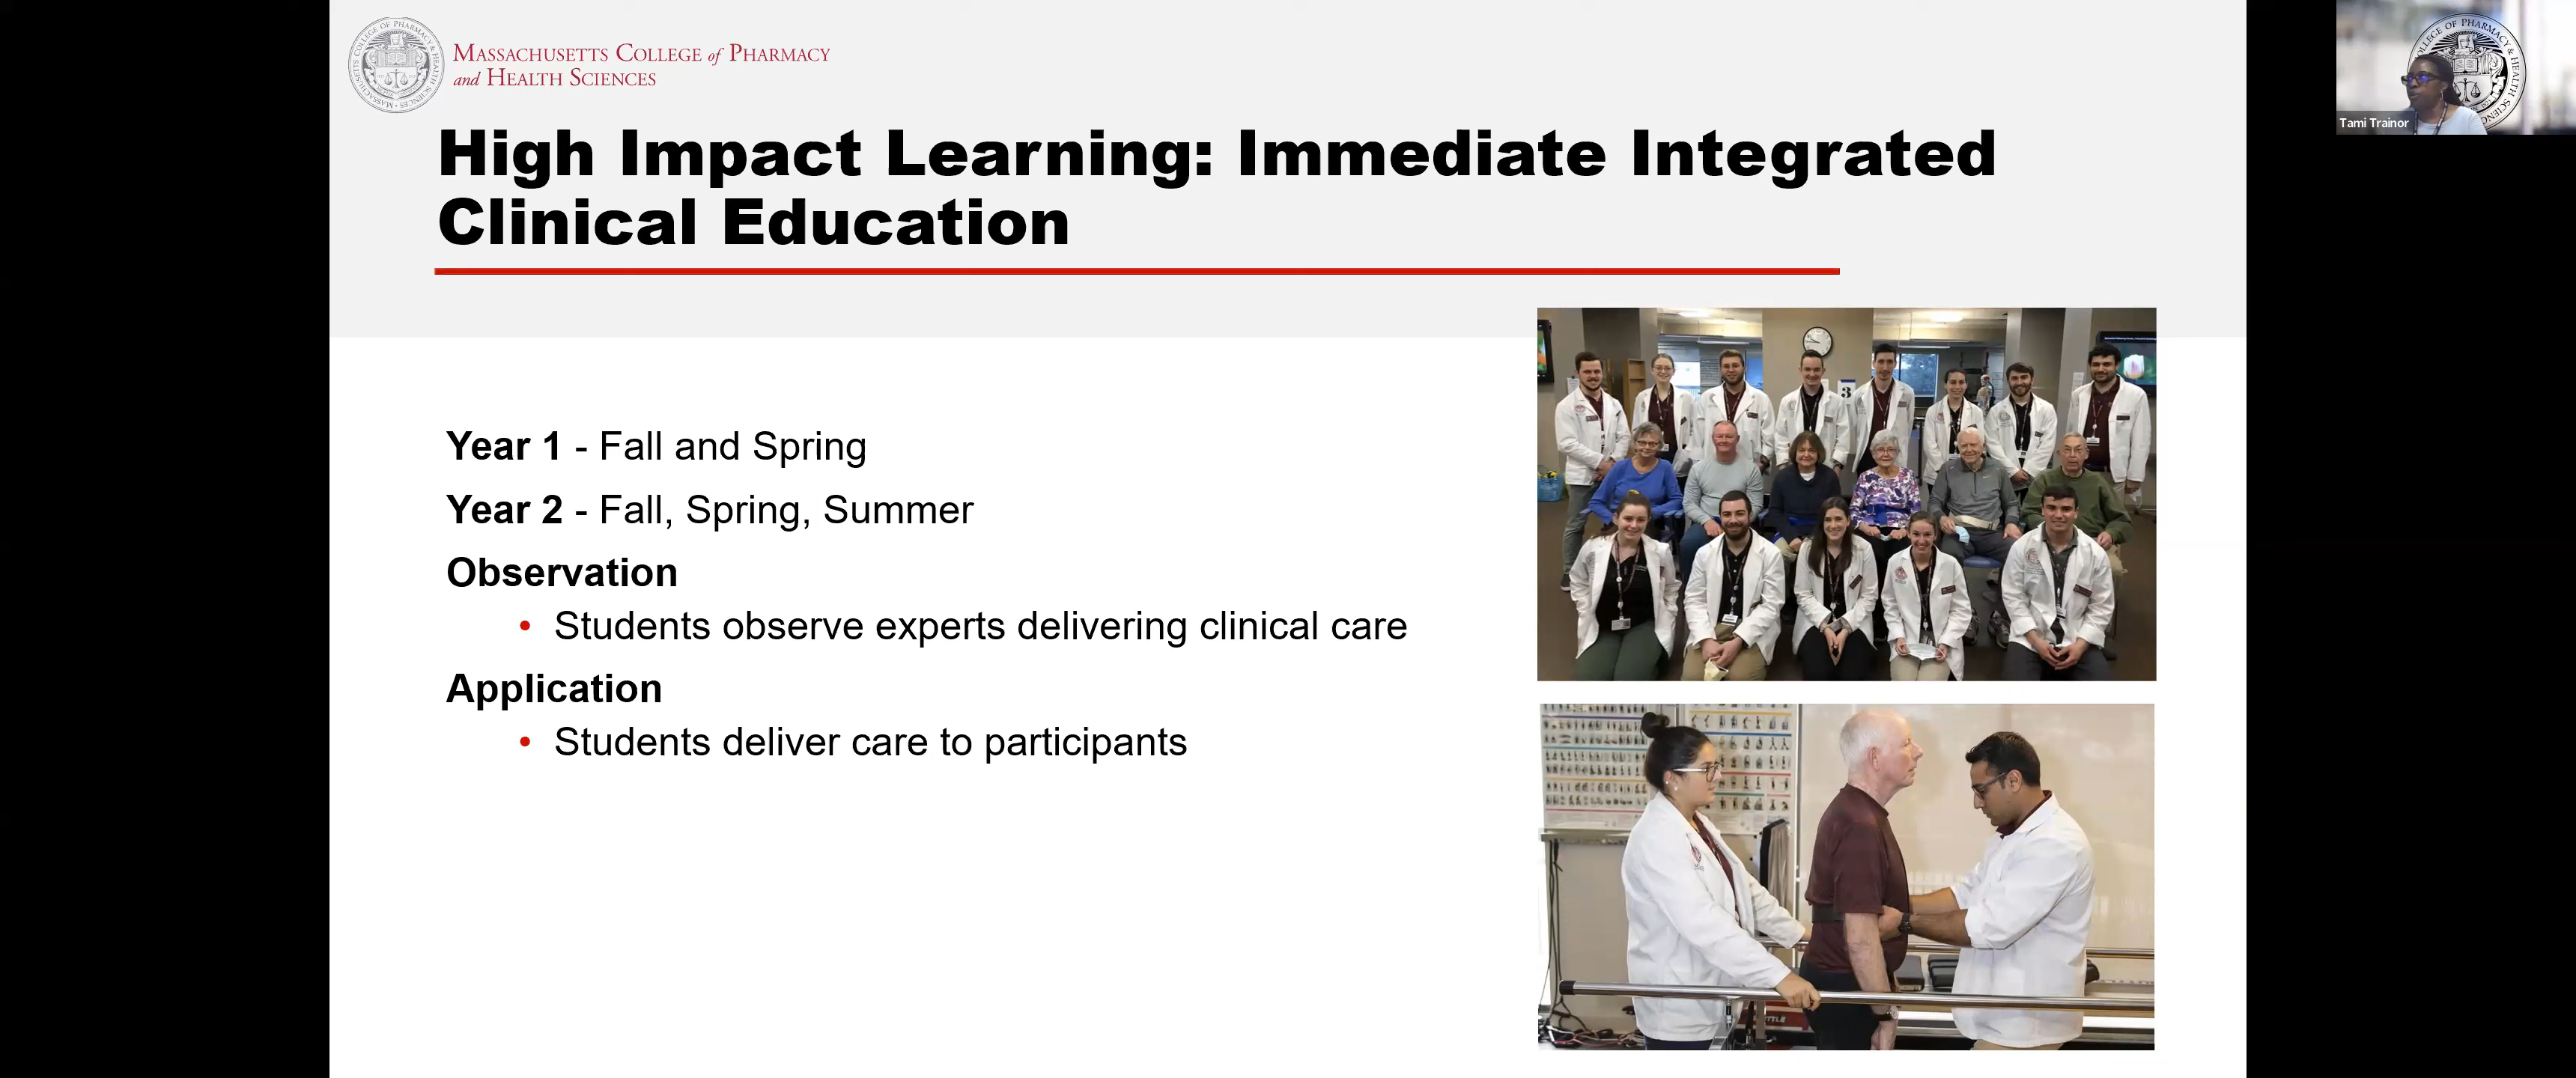 MASSACHUSETTS COLLEGE of PHARMACY
and HEALTH SCIENCES
High Impact Learning: Immediate Integrated
Clinical Education
Year 1 - Fall and Spring
Year 2 - Fall, Spring, Summer
Observation
• Students observe experts delivering clinical care
Application
• Students deliver care to participants
3
Tami Trainor